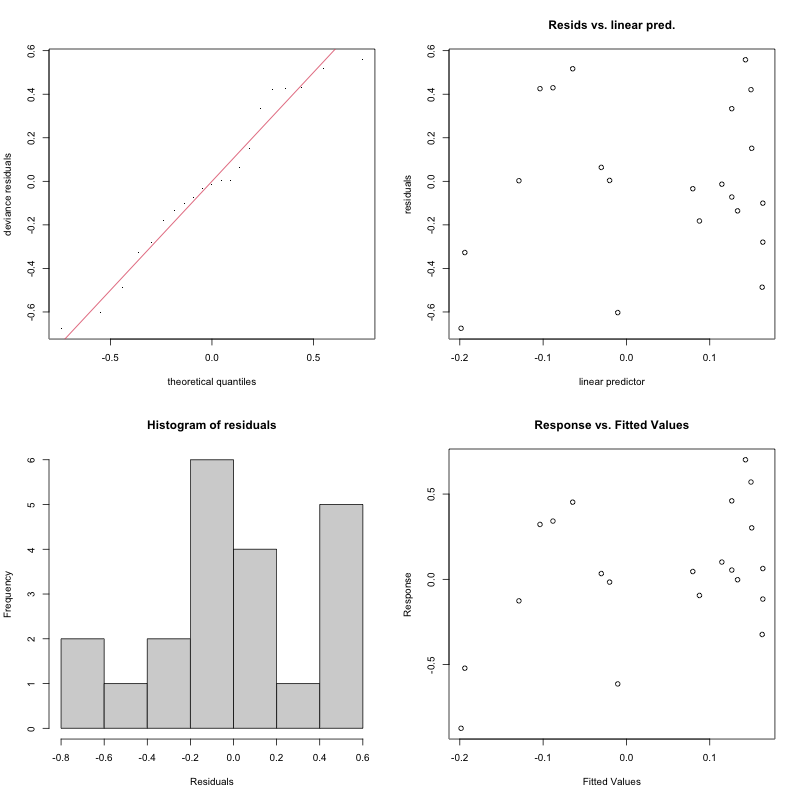 deviance residuals
0.6
0.4
0.2
0.0
-0.2
-0.4
-0.6
-0.5 0.0 0.5
theoretical quantiles
Resids vs. linear pred.
residuals
0.6
0.4
0.2
0.0
-0.2
-0.4
-0.6
-0.2 -0.1 0.0 0.1
linear predictor
Histogram of residuals
Frequency
6
5
4
3
2
1
0
-0.8 -0.6 -0.4 -0.2 0.0 0.2 0.4 0.6
Residuals
Response vs. Fitted Values
Response
0.5
0.0
-0.5
-0.2 -0.1 0.0 0.1
Fitted Values